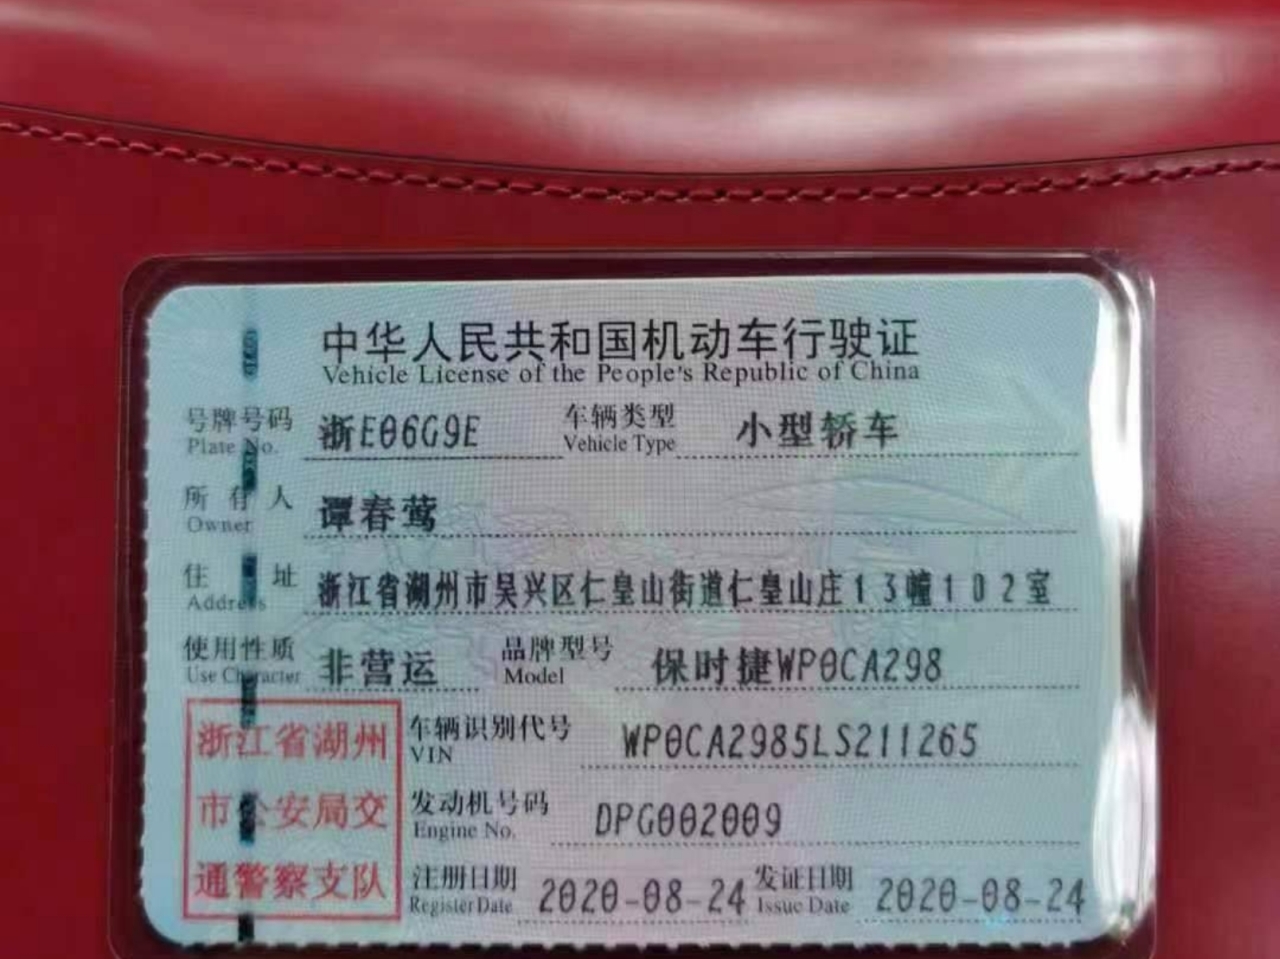 中华人民共和国机动车行驶证
Vehicle License of the People's Republic of China
号牌号码 浙E06G9E 车辆类型 小型轿车
Plate No. Vehicle Type
所有人 谭春莺
Owner
住址 浙江省湖州市吴兴区仁皇山街道仁皇山庄13幢102室
Address
使用性质 非营运 品牌型号 保时捷WP0CA298
Use Character Model
浙江省湖州 车辆识别代号 WP0CA2985LS211265
VIN
市公安局交 发动机号码 DPG002009
Engine No.
通警察支队 注册日期 2020-08-24 发证日期 2020-08-24
Register Date Issue Date